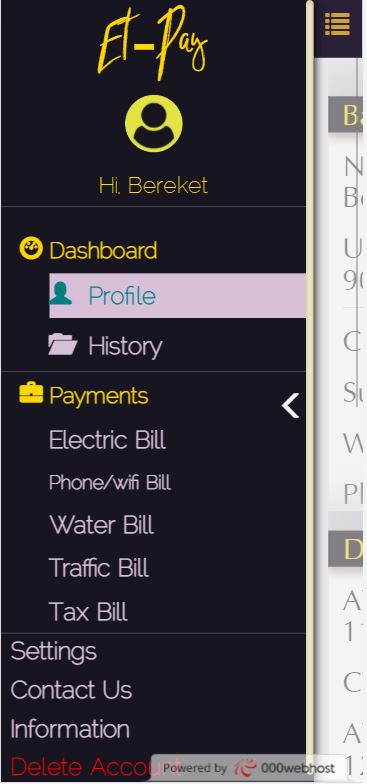 Et-Pay
Hi, Bereket
Dashboard
Profile
History
Payments
Electric Bill
Phone/wifi Bill
Water Bill
Traffic Bill
Tax Bill
Settings
Contact Us
Information
Delete Account
Powered by 000webhost